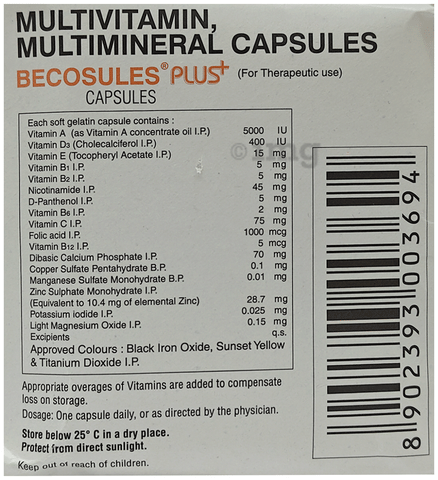 MULTIVITAMIN,
MULTIMINERAL CAPSULES
BECOSULES® PLUS+ (For Therapeutic use)
CAPSULES
Each soft gelatin capsule contains :
Vitamin A (as Vitamin A concentrate oil I.P.) 5000 IU
Vitamin D3 (Cholecalciferol I.P.) 400 IU
Vitamin E (Tocopheryl Acetate I.P.) 15 mg
Vitamin B1 I.P. 5 mg
Vitamin B2 I.P. 5 mg
Nicotinamide I.P. 45 mg
D-Panthenol I.P. 5 mg
Vitamin B6 I.P. 2 mg
Vitamin C I.P. 75 mg
Folic acid I.P. 1000 mcg
Vitamin B12 I.P. 5 mcg
Dibasic Calcium Phosphate I.P. 70 mg
Copper Sulfate Pentahydrate B.P. 0.1 mg
Manganese Sulfate Monohydrate B.P. 0.01 mg
Zinc Sulphate Monohydrate I.P.
(Equivalent to 10.4 mg of elemental Zinc) 28.7 mg
Potassium iodide I.P. 0.025 mg
Light Magnesium Oxide I.P. 0.15 mg
Excipients q.s.
Approved Colours : Black Iron Oxide, Sunset Yellow
& Titanium Dioxide I.P.
Appropriate overages of Vitamins are added to compensate
loss on storage.
Dosage: One capsule daily, or as directed by the physician.
Store below 25° C in a dry place.
Protect from direct sunlight.
Keep out of reach of children.
8902393003694